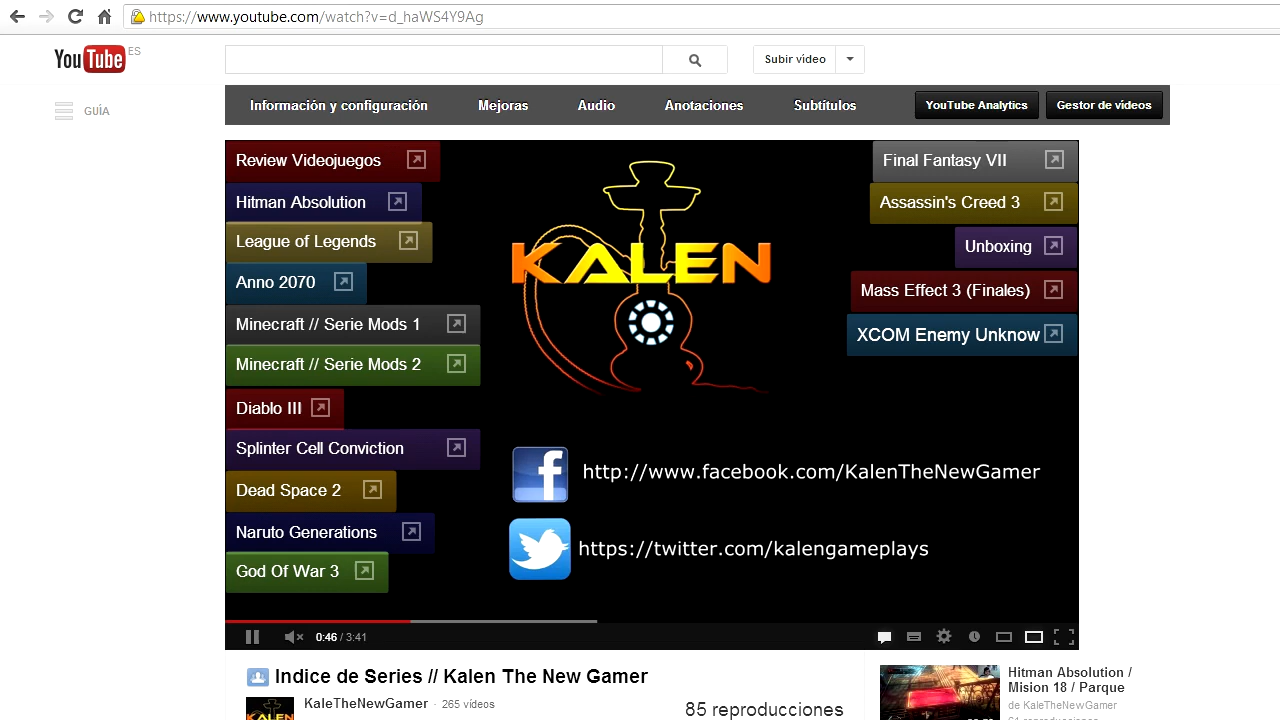 https://www.youtube.com/watch?v=d_haWS4Y9Ag
YouTube ES
Subir vídeo
GUÍA
Información y configuración Mejoras Audio Anotaciones Subtítulos YouTube Analytics Gestor de vídeos
Review Videojuegos
Hitman Absolution
League of Legends
Anno 2070
Minecraft // Serie Mods 1
Minecraft // Serie Mods 2
Diablo III
Splinter Cell Conviction
Dead Space 2
Naruto Generations
God Of War 3
KALEN
Final Fantasy VII
Assassin's Creed 3
Unboxing
Mass Effect 3 (Finales)
XCOM Enemy Unknow
http://www.facebook.com/KalenTheNewGamer
https://twitter.com/kalengameplays
0:46 / 3:41
Indice de Series // Kalen The New Gamer
KALEN
KaleTheNewGamer · 265 vídeos
85 reproducciones
Hitman Absolution /
Mision 18 / Parque
de KaleTheNewGamer